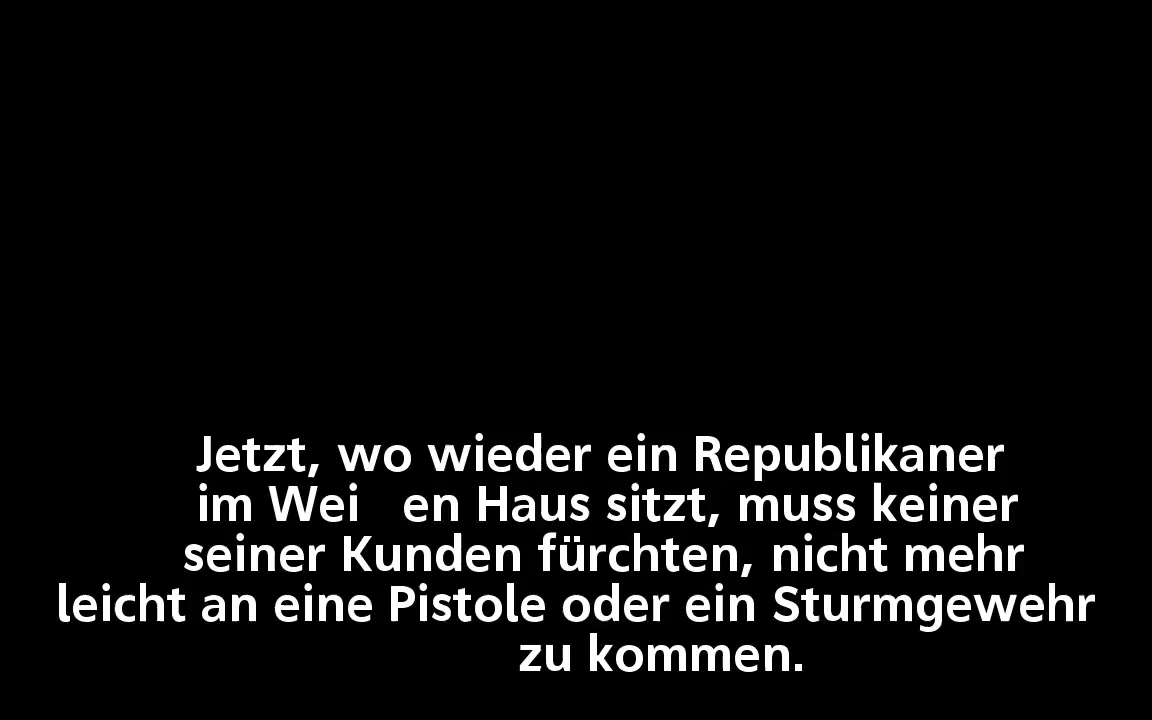 Jetzt, wo wieder ein Republikaner
im Wei en Haus sitzt, muss keiner
seiner Kunden fürchten, nicht mehr
leicht an eine Pistole oder ein Sturmgewehr
zu kommen.